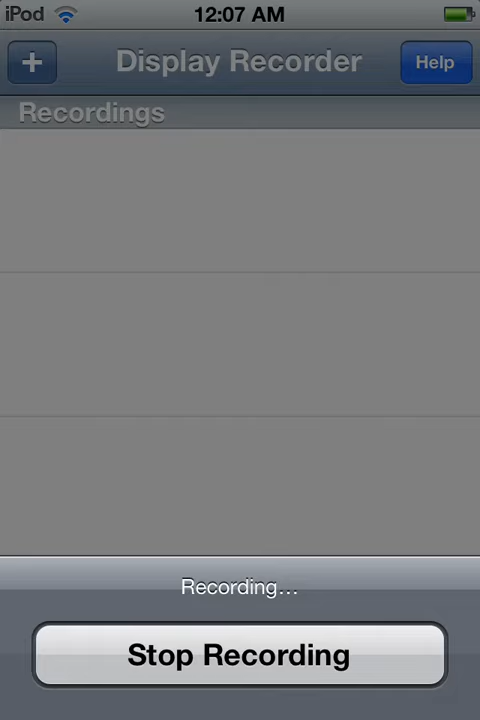 iPod 12:07 AM
+ Display Recorder Help
Recordings
Recording...
Stop Recording